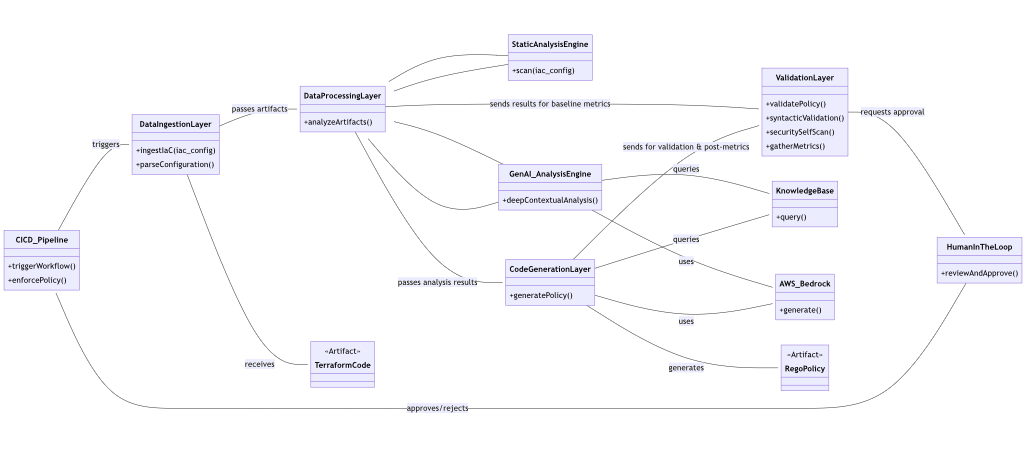 StaticAnalysisEngine
+scan(iac_config)
ValidationLayer
+validatePolicy()
+syntacticValidation()
+securitySelfScan()
+gatherMetrics()
DataProcessingLayer
+analyzeArtifacts()
sends results for baseline metrics
requests approval
passes artifacts
DataIngestionLayer
+ingestIaC(iac_config)
+parseConfiguration()
triggers
sends for validation & post-metrics
queries
GenAI_AnalysisEngine
+deepContextualAnalysis()
KnowledgeBase
+query()
CICD_Pipeline
+triggerWorkflow()
+enforcePolicy()
queries
HumanInTheLoop
+reviewAndApprove()
uses
CodeGenerationLayer
+generatePolicy()
passes analysis results
AWS_Bedrock
+generate()
uses
«Artifact»
TerraformCode
receives
«Artifact»
RegoPolicy
generates
approves/rejects